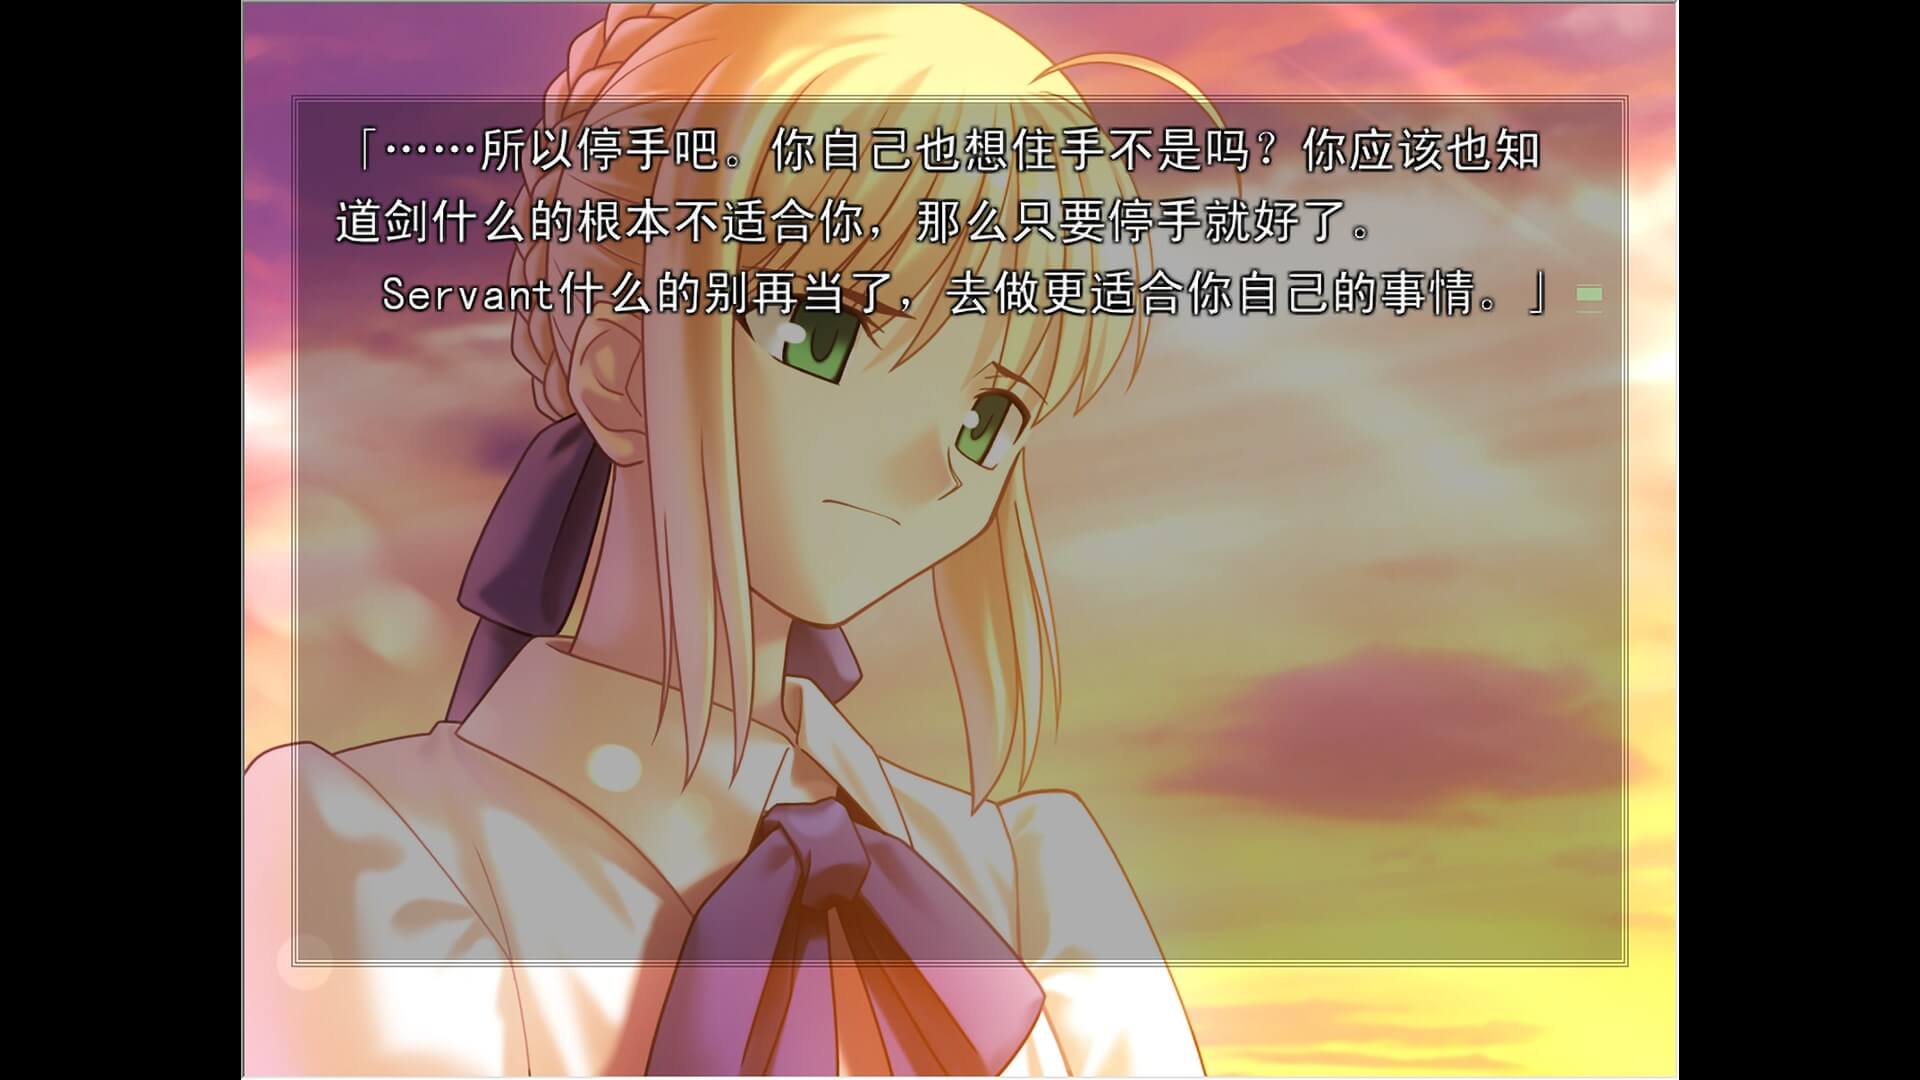 「……所以停手吧。你自己也想住手不是吗？你应该也知
道剑什么的根本不适合你，那么只要停手就好了。
Servant什么的别再当了，去做更适合你自己的事情。」